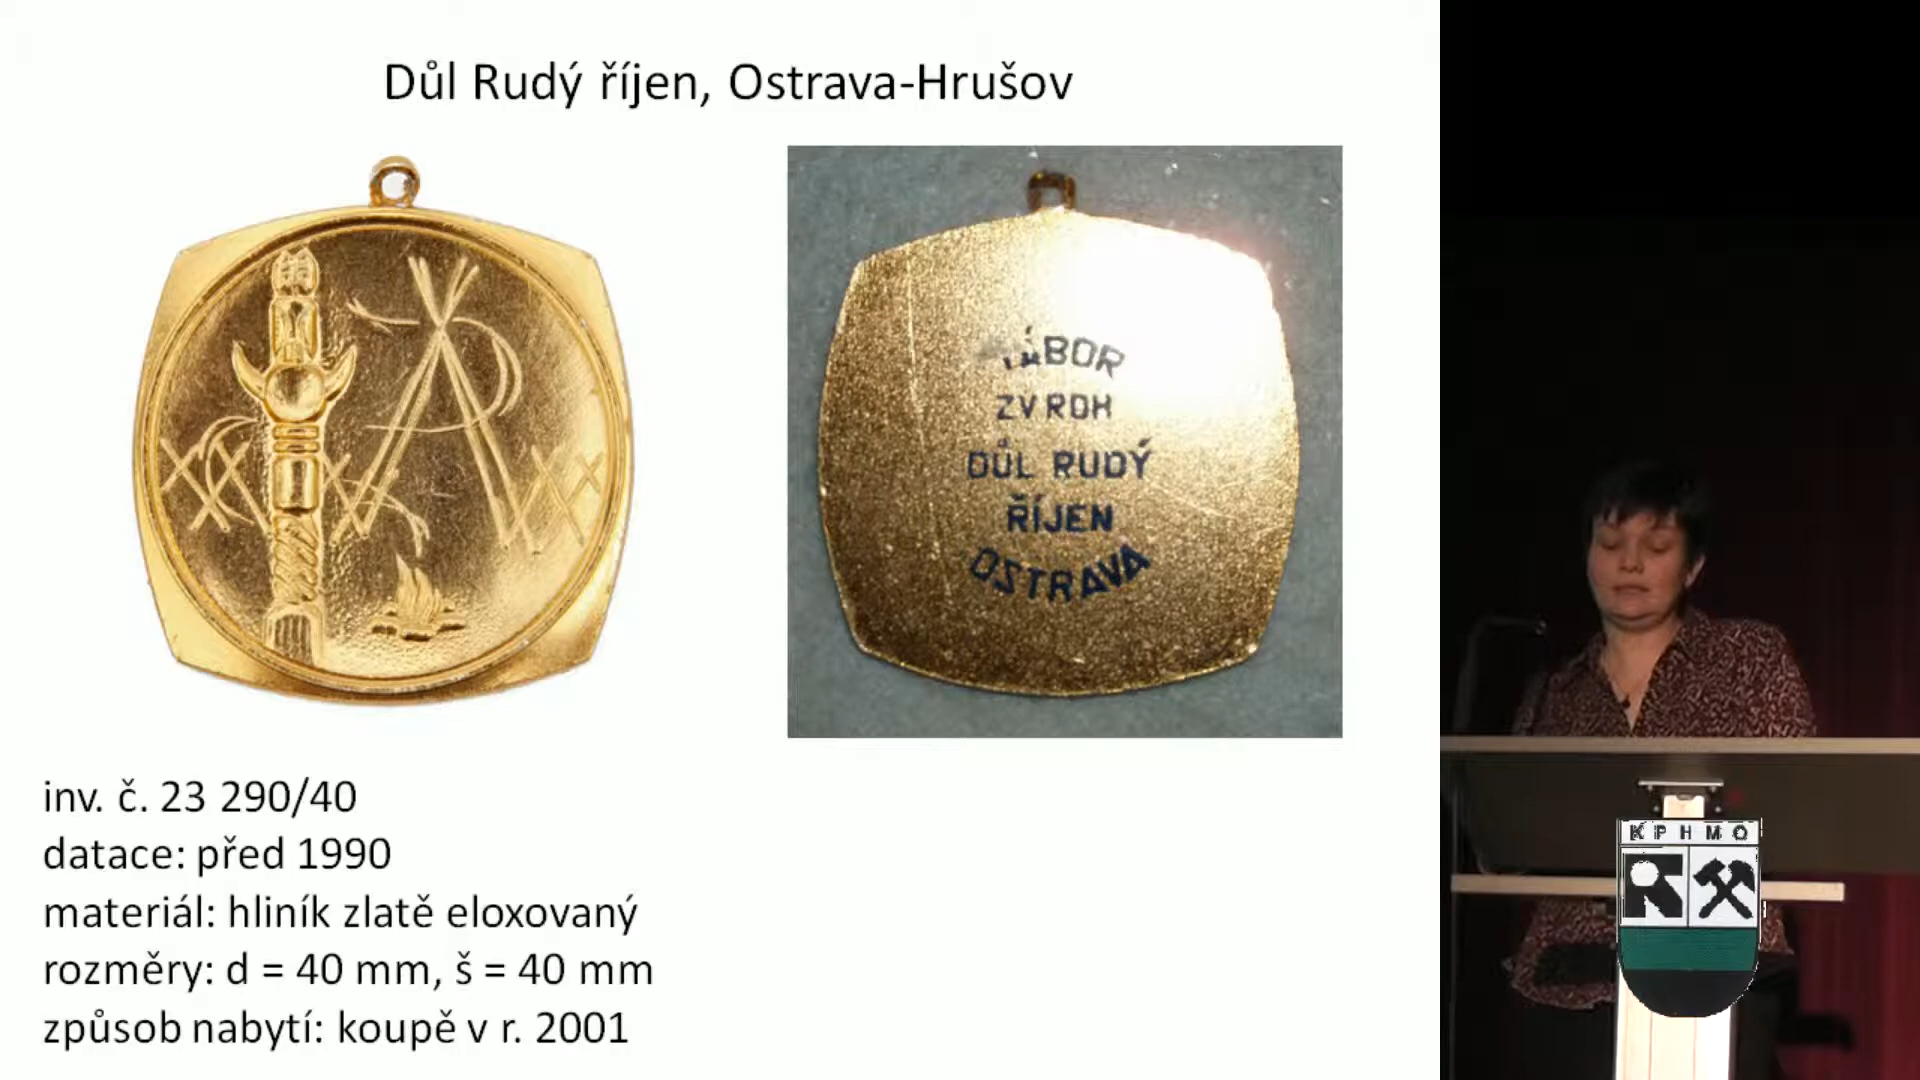 Důl Rudý říjen, Ostrava-Hrušov
TÁBOR
ZV ROH
DŮL RUDÝ
ŘÍJEN
OSTRAVA
inv. č. 23 290/40
datace: před 1990
materiál: hliník zlatě eloxovaný
rozměry: d = 40 mm, š = 40 mm
způsob nabytí: koupě v r. 2001
KPHMO